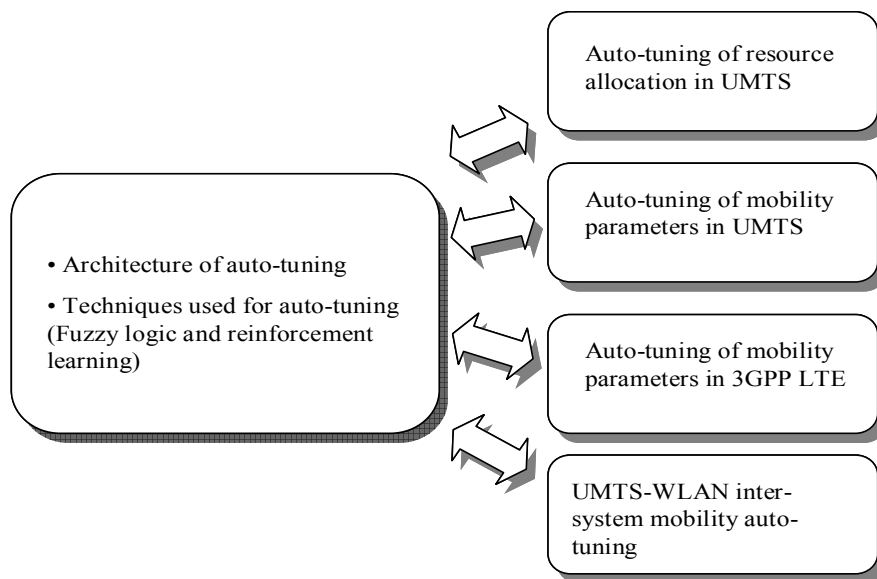 • Architecture of auto-tuning
• Techniques used for auto-tuning
(Fuzzy logic and reinforcement
learning)
Auto-tuning of resource
allocation in UMTS
Auto-tuning of mobility
parameters in UMTS
Auto-tuning of mobility
parameters in 3GPP LTE
UMTS-WLAN inter-
system mobility auto-
tuning